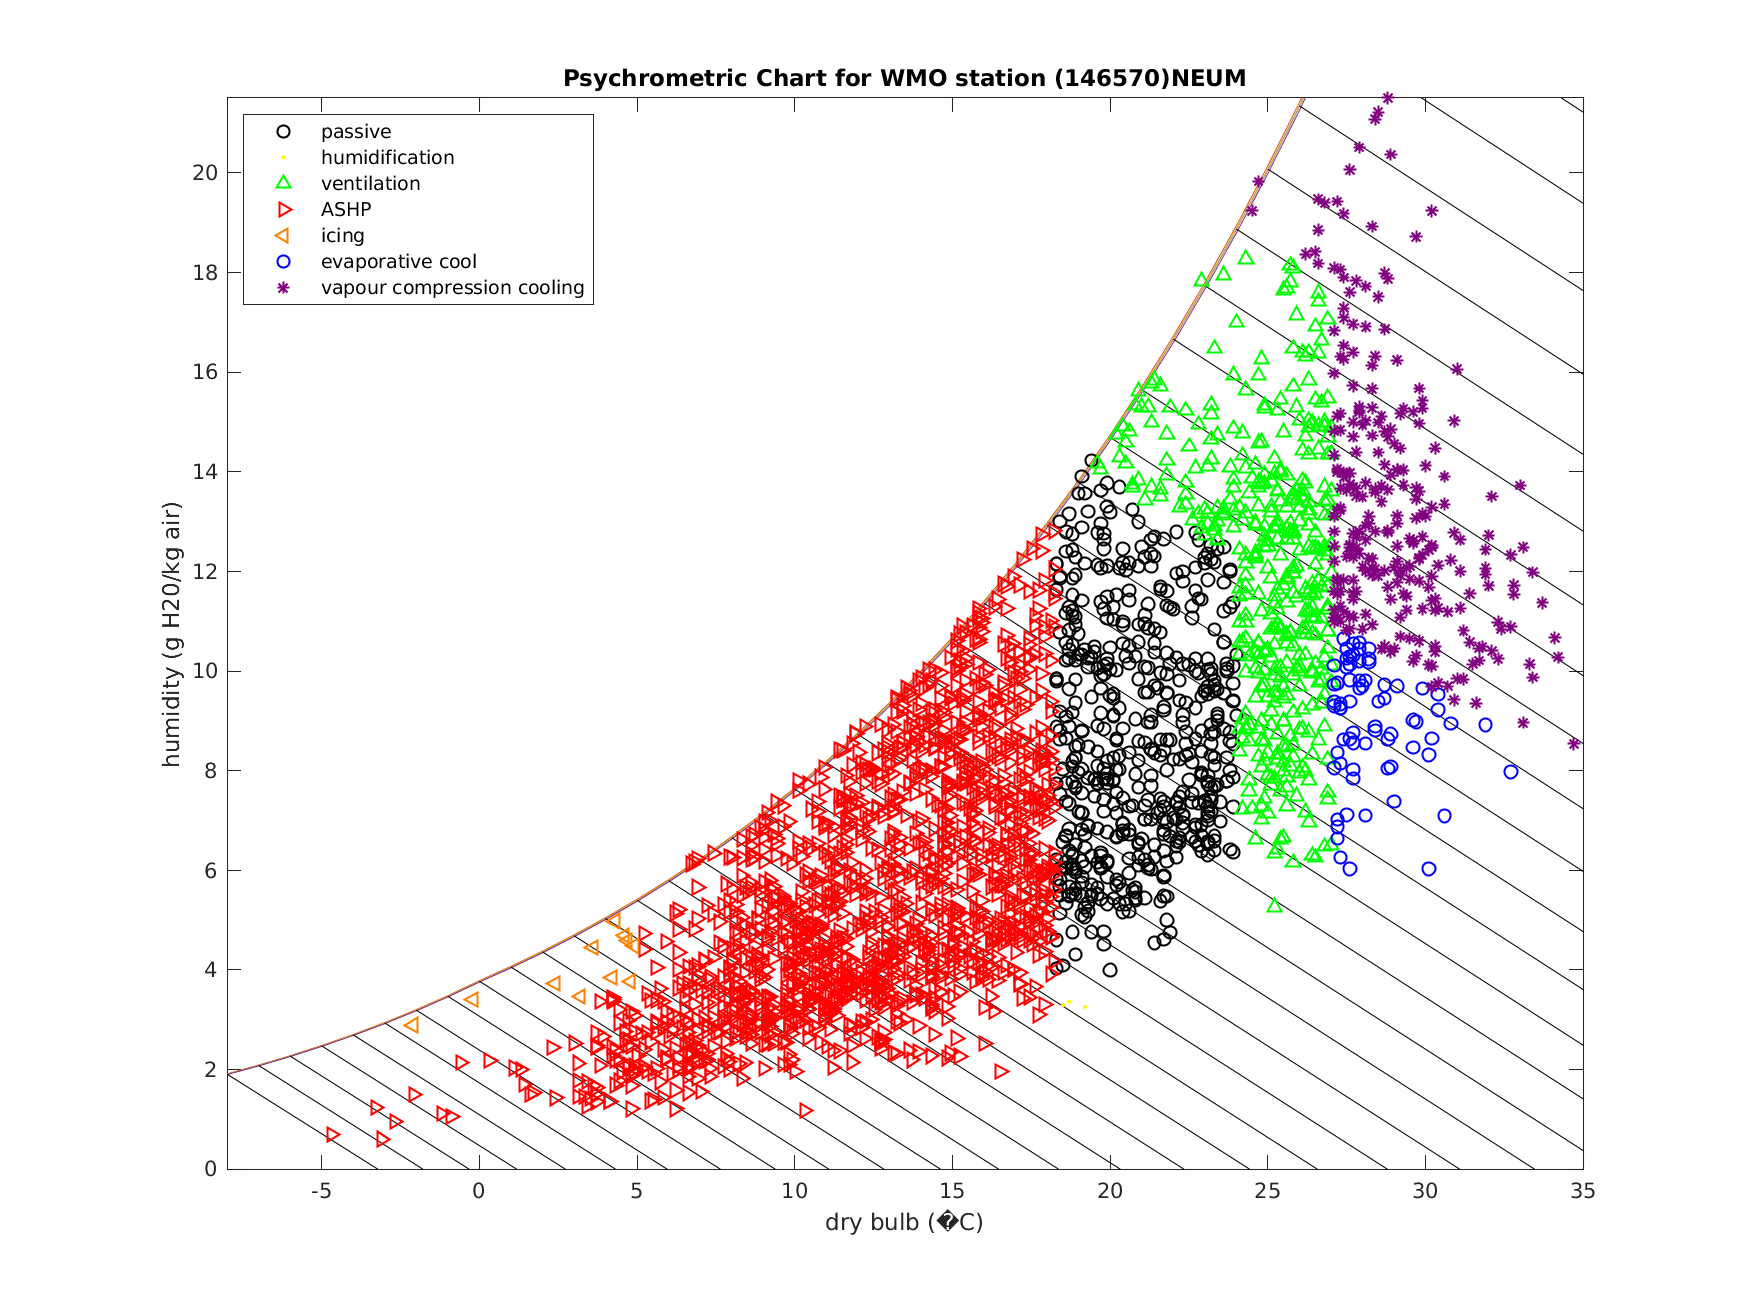 Psychrometric Chart for WMO station (146570)NEUM
passive
humidification
ventilation
ASHP
icing
evaporative cool
vapour compression cooling
humidity (g H20/kg air)
20
18
16
14
12
10
8
6
4
2
0
-5 0 5 10 15 20 25 30 35
dry bulb (�C)